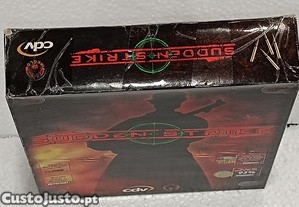 SUDDEN STRIKE
cdv
SUDDEN STRIKE
cdv
CustoJusto.pt